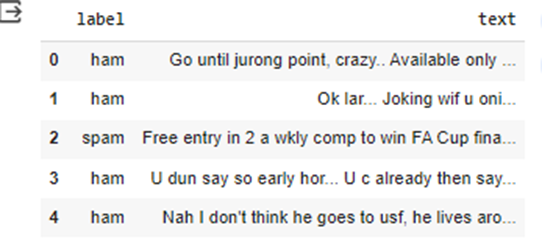 label text
0 ham Go until jurong point, crazy.. Available only ...
1 ham Ok lar... Joking wif u oni...
2 spam Free entry in 2 a wkly comp to win FA Cup fina...
3 ham U dun say so early hor... U c already then say...
4 ham Nah I don't think he goes to usf, he lives aro...